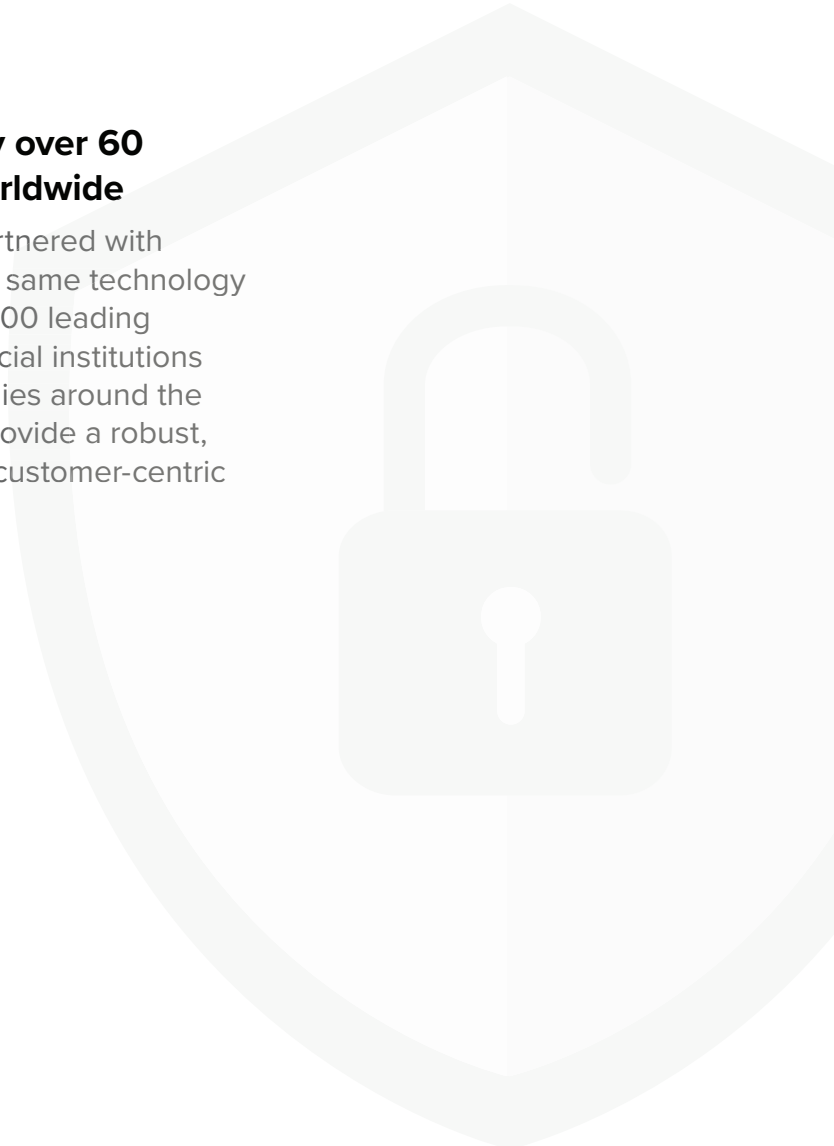 over 60
rldwide
rtnered with
same technology
00 leading
cial institutions
ies around the
ovide a robust,
customer-centric